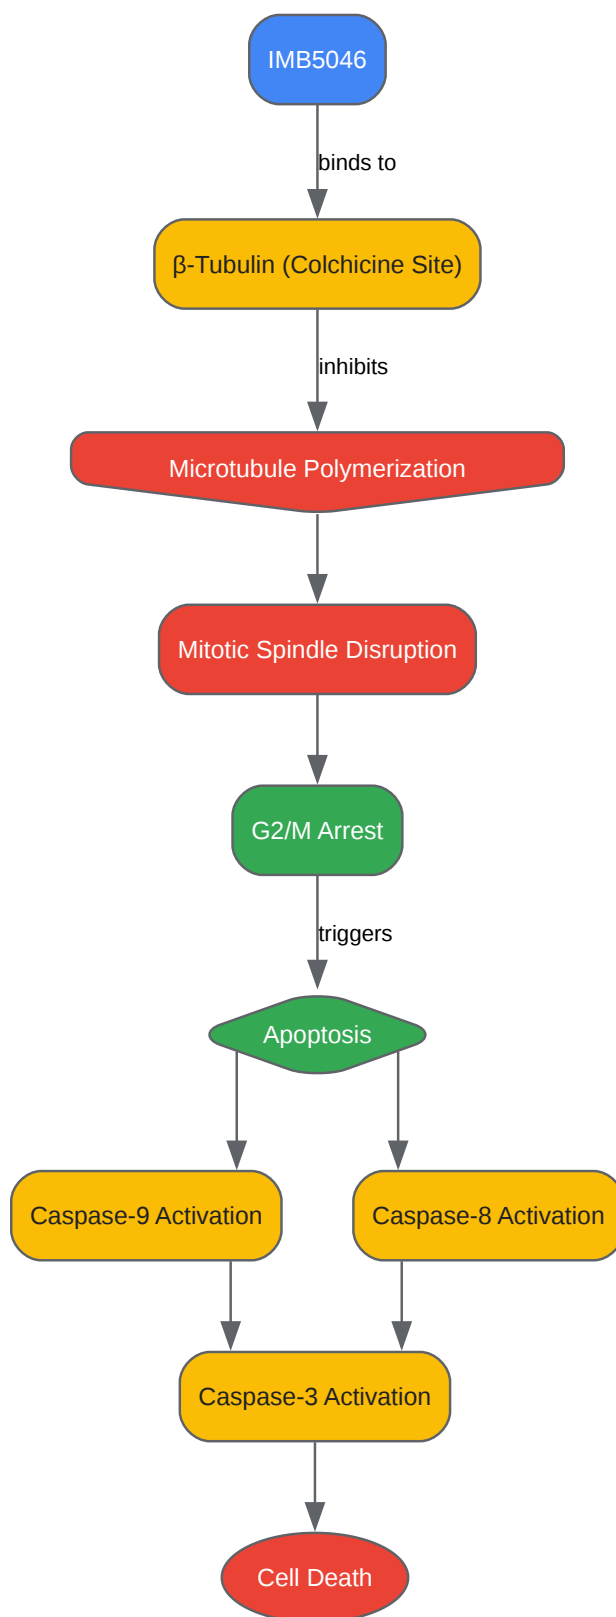 IMB5046
binds to
β-Tubulin (Colchicine Site)
inhibits
Microtubule Polymerization
Mitotic Spindle Disruption
G2/M Arrest
triggers
Apoptosis
Caspase-9 Activation
Caspase-8 Activation
Caspase-3 Activation
Cell Death